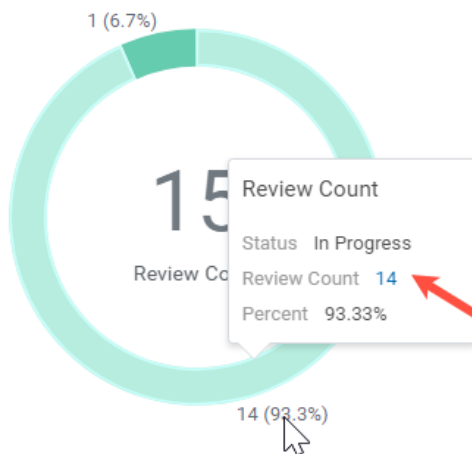 1 (6.7%)
15
Review Co
Review Count
Status In Progress
Review Count 14
Percent 93.33%
14 (93.3%)